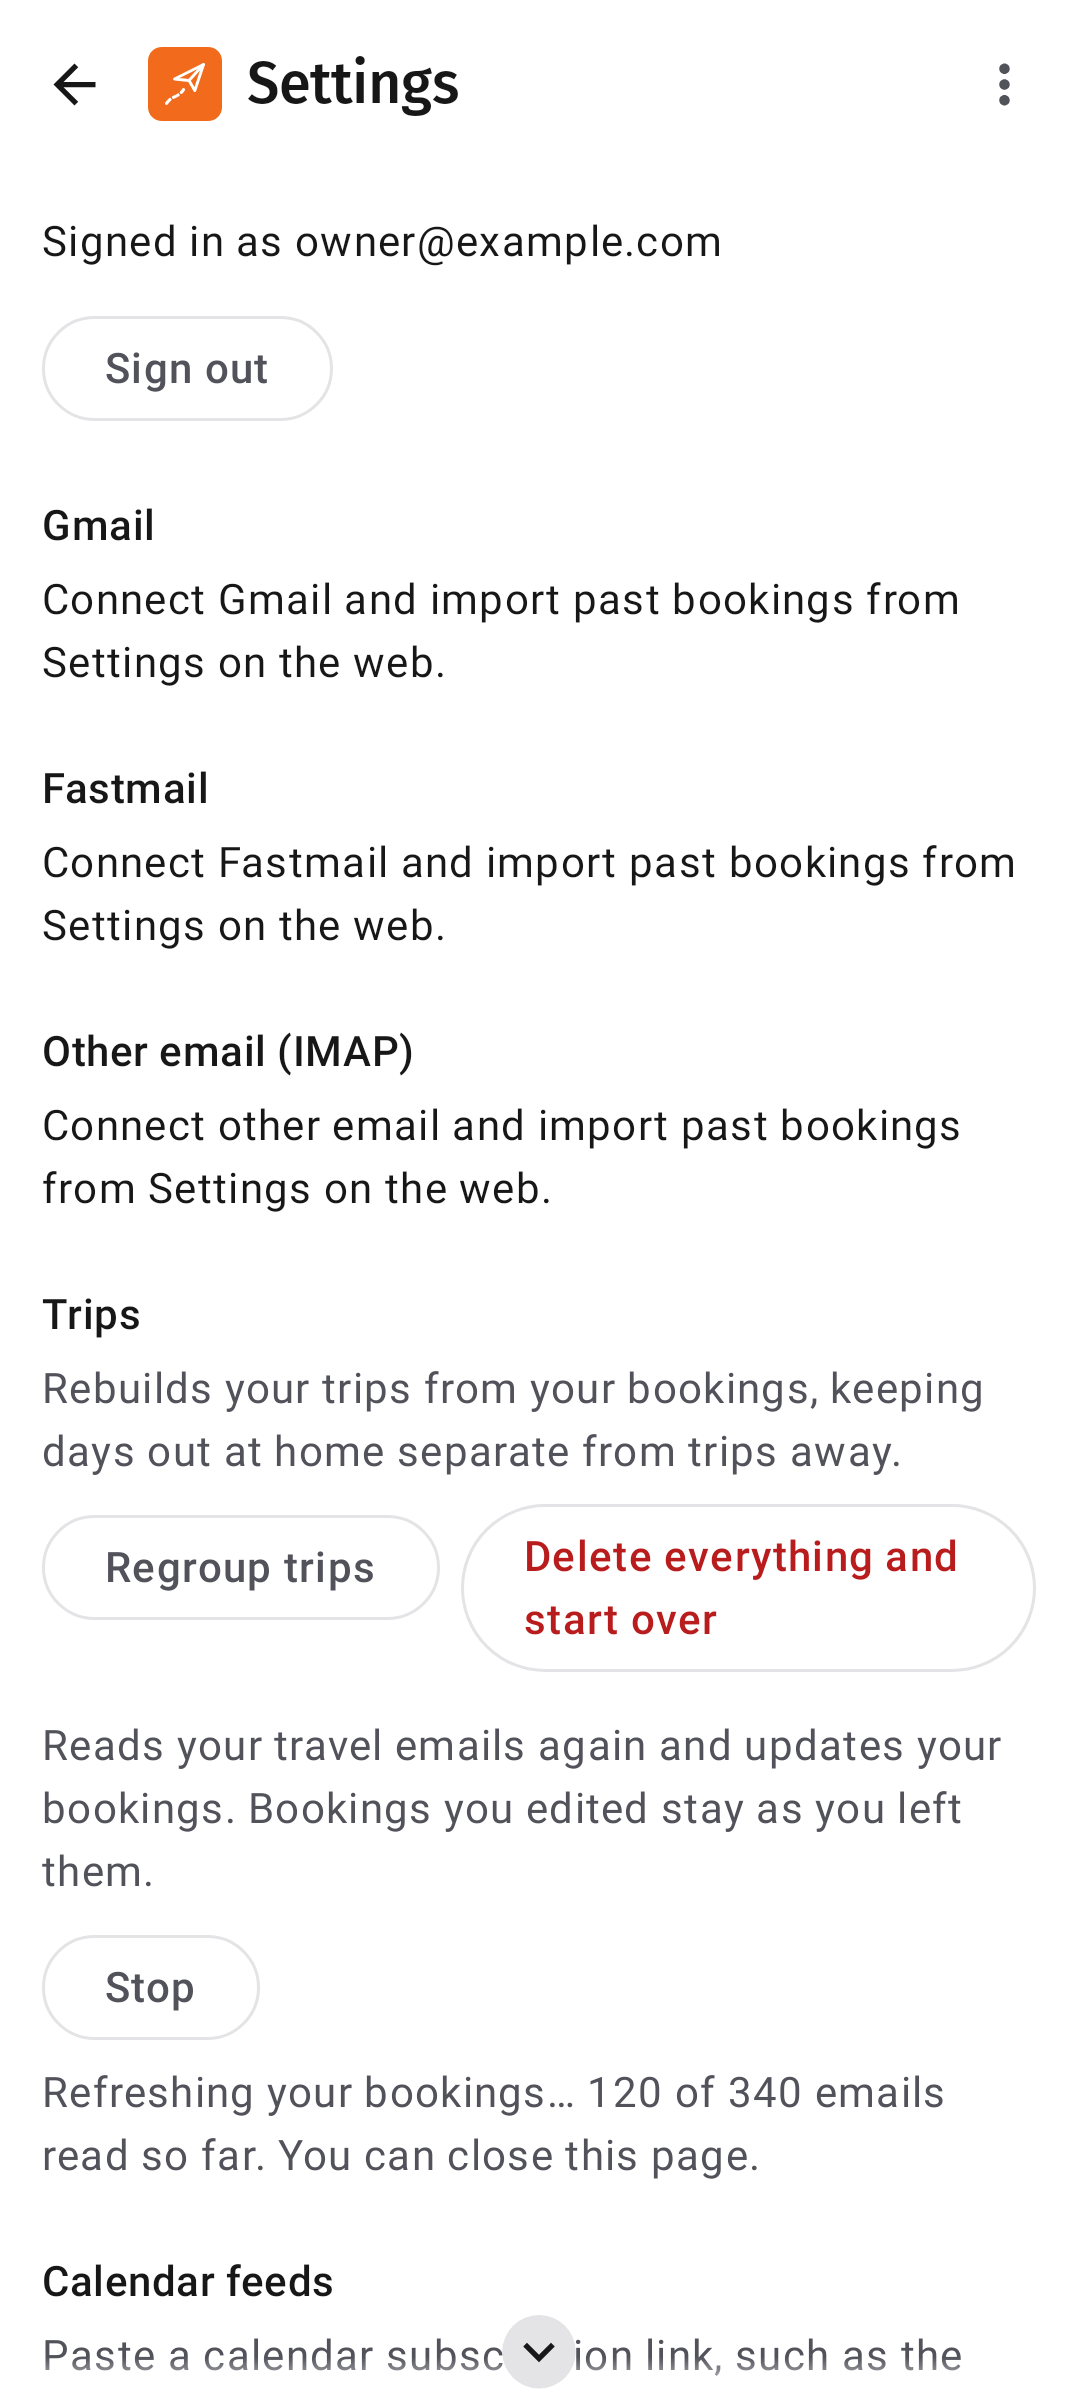 Settings
Signed in as owner@example.com
Sign out
Gmail
Connect Gmail and import past bookings from
Settings on the web.
Fastmail
Connect Fastmail and import past bookings from
Settings on the web.
Other email (IMAP)
Connect other email and import past bookings
from Settings on the web.
Trips
Rebuilds your trips from your bookings, keeping
days out at home separate from trips away.
Regroup trips
Delete everything and
start over
Reads your travel emails again and updates your
bookings. Bookings you edited stay as you left
them.
Stop
Refreshing your bookings… 120 of 340 emails
read so far. You can close this page.
Calendar feeds
Paste a calendar link, such as the